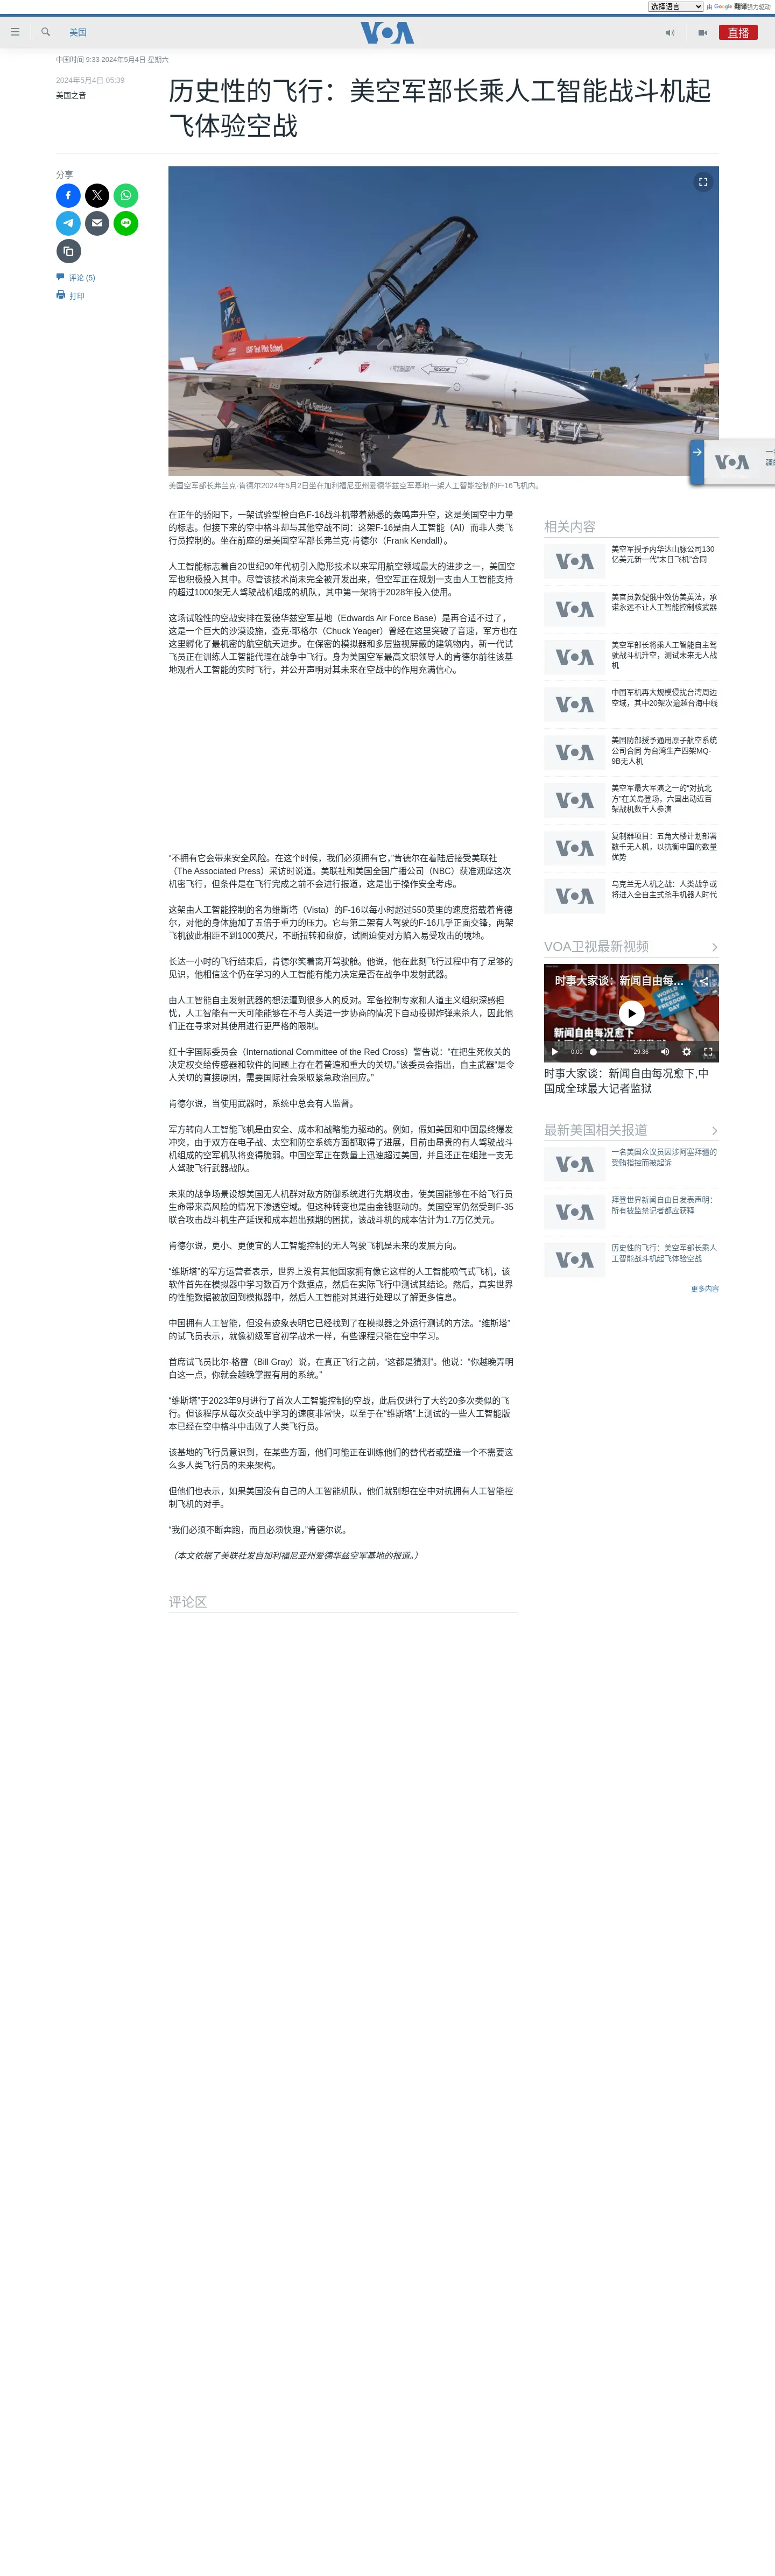 选择语言 由 Google 翻译强力驱动
美国 VOA 直播
中国时间 9:33 2024年5月4日 星期六
2024年5月4日 05:39
美国之音
历史性的飞行：美空军部长乘人工智能战斗机起
飞体验空战
分享
评论 (5)
打印
USAF Test Pilot School
RESCUE
美国空军部长弗兰克·肯德尔2024年5月2日坐在加利福尼亚州爱德华兹空军基地一架人工智能控制的F-16飞机内。
在正午的骄阳下，一架试验型橙白色F-16战斗机带着熟悉的轰鸣声升空，这是美国空中力量
的标志。但接下来的空中格斗却与其他空战不同：这架F-16是由人工智能（AI）而非人类飞
行员控制的。坐在前座的是美国空军部长弗兰克·肯德尔（Frank Kendall）。
人工智能标志着自20世纪90年代初引入隐形技术以来军用航空领域最大的进步之一，美国空
军也积极投入其中。尽管该技术尚未完全被开发出来，但空军正在规划一支由人工智能支持
的超过1000架无人驾驶战机组成的机队，其中第一架将于2028年投入使用。
这场试验性的空战安排在爱德华兹空军基地（Edwards Air Force Base）是再合适不过了，
这是一个巨大的沙漠设施，查克·耶格尔（Chuck Yeager）曾经在这里突破了音速，军方也在
这里孵化了最机密的航空航天进步。在保密的模拟器和多层监视屏蔽的建筑物内，新一代试
飞员正在训练人工智能代理在战争中飞行。身为美国空军最高文职领导人的肯德尔前往该基
地观看人工智能的实时飞行，并公开声明对其未来在空战中的作用充满信心。
“不拥有它会带来安全风险。在这个时候，我们必须拥有它，”肯德尔在着陆后接受美联社
（The Associated Press）采访时说道。美联社和美国全国广播公司（NBC）获准观摩这次
机密飞行，但条件是在飞行完成之前不会进行报道，这是出于操作安全考虑。
这架由人工智能控制的名为维斯塔（Vista）的F-16以每小时超过550英里的速度搭载着肯德
尔，对他的身体施加了五倍于重力的压力。它与第二架有人驾驶的F-16几乎正面交锋，两架
飞机彼此相距不到1000英尺，不断扭转和盘旋，试图迫使对方陷入易受攻击的境地。
长达一小时的飞行结束后，肯德尔笑着离开驾驶舱。他说，他在此刻飞行过程中有了足够的
见识，他相信这个仍在学习的人工智能有能力决定是否在战争中发射武器。
由人工智能自主发射武器的想法遭到很多人的反对。军备控制专家和人道主义组织深感担
忧，人工智能有一天可能能够在不与人类进一步协商的情况下自动投掷炸弹来杀人，因此他
们正在寻求对其使用进行更严格的限制。
红十字国际委员会（International Committee of the Red Cross）警告说：“在把生死攸关的
决定权交给传感器和软件的问题上存在着普遍和重大的关切。”该委员会指出，自主武器“是令
人关切的直接原因，需要国际社会采取紧急政治回应。”
肯德尔说，当使用武器时，系统中总会有人监督。
军方转向人工智能飞机是由安全、成本和战略能力驱动的。例如，假如美国和中国最终爆发
冲突，由于双方在电子战、太空和防空系统方面都取得了进展，目前由昂贵的有人驾驶战斗
机组成的空军机队将变得脆弱。中国空军正在数量上迅速超过美国，并且还正在组建一支无
人驾驶飞行武器战队。
未来的战争场景设想美国无人机群对敌方防御系统进行先期攻击，使美国能够在不给飞行员
生命带来高风险的情况下渗透空域。但这种转变也是由金钱驱动的。美国空军仍然受到F-35
联合攻击战斗机生产延误和成本超出预期的困扰，该战斗机的成本估计为1.7万亿美元。
肯德尔说，更小、更便宜的人工智能控制的无人驾驶飞机是未来的发展方向。
“维斯塔”的军方运营者表示，世界上没有其他国家拥有像它这样的人工智能喷气式飞机，该
软件首先在模拟器中学习数百万个数据点，然后在实际飞行中测试其结论。然后，真实世界
的性能数据被放回到模拟器中，然后人工智能对其进行处理以了解更多信息。
中国拥有人工智能，但没有迹象表明它已经找到了在模拟器之外运行测试的方法。“维斯塔”
的试飞员表示，就像初级军官初学战术一样，有些课程只能在空中学习。
首席试飞员比尔·格雷（Bill Gray）说，在真正飞行之前，“这都是猜测”。他说：“你越晚弄明
白这一点，你就会越晚掌握有用的系统。”
“维斯塔”于2023年9月进行了首次人工智能控制的空战，此后仅进行了大约20多次类似的飞
行。但该程序从每次交战中学习的速度非常快，以至于在“维斯塔”上测试的一些人工智能版
本已经在空中格斗中击败了人类飞行员。
该基地的飞行员意识到，在某些方面，他们可能正在训练他们的替代者或塑造一个不需要这
么多人类飞行员的未来架构。
但他们也表示，如果美国没有自己的人工智能机队，他们就别想在空中对抗拥有人工智能控
制飞机的对手。
“我们必须不断奔跑，而且必须快跑，”肯德尔说。
（本文依据了美联社发自加利福尼亚州爱德华兹空军基地的报道。）
评论区
相关内容
美空军授予内华达山脉公司130
亿美元新一代“末日飞机”合同
美官员敦促俄中效仿美英法，承
诺永远不让人工智能控制核武器
美空军部长将乘人工智能自主驾
驶战斗机升空，测试未来无人战
机
中国军机再大规模侵扰台湾周边
空域，其中20架次逾越台海中线
美国防部授予通用原子航空系统
公司合同 为台湾生产四架MQ-
9B无人机
美空军最大军演之一的“对抗北
方”在关岛登场，六国出动近百
架战机数千人参演
复制器项目：五角大楼计划部署
数千无人机，以抗衡中国的数量
优势
乌克兰无人机之战：人类战争或
将进入全自主式杀手机器人时代
VOA卫视最新视频
时事大家谈：新闻自由每...
WORLD PRESS FREEDOM DAY
新闻自由每况愈下
0:00 29:36
时事大家谈：新闻自由每况愈下,中
国成全球最大记者监狱
最新美国相关报道
一名美国众议员因涉阿塞拜疆的
受贿指控而被起诉
拜登世界新闻自由日发表声明：
所有被监禁记者都应获释
历史性的飞行：美空军部长乘人
工智能战斗机起飞体验空战
更多内容